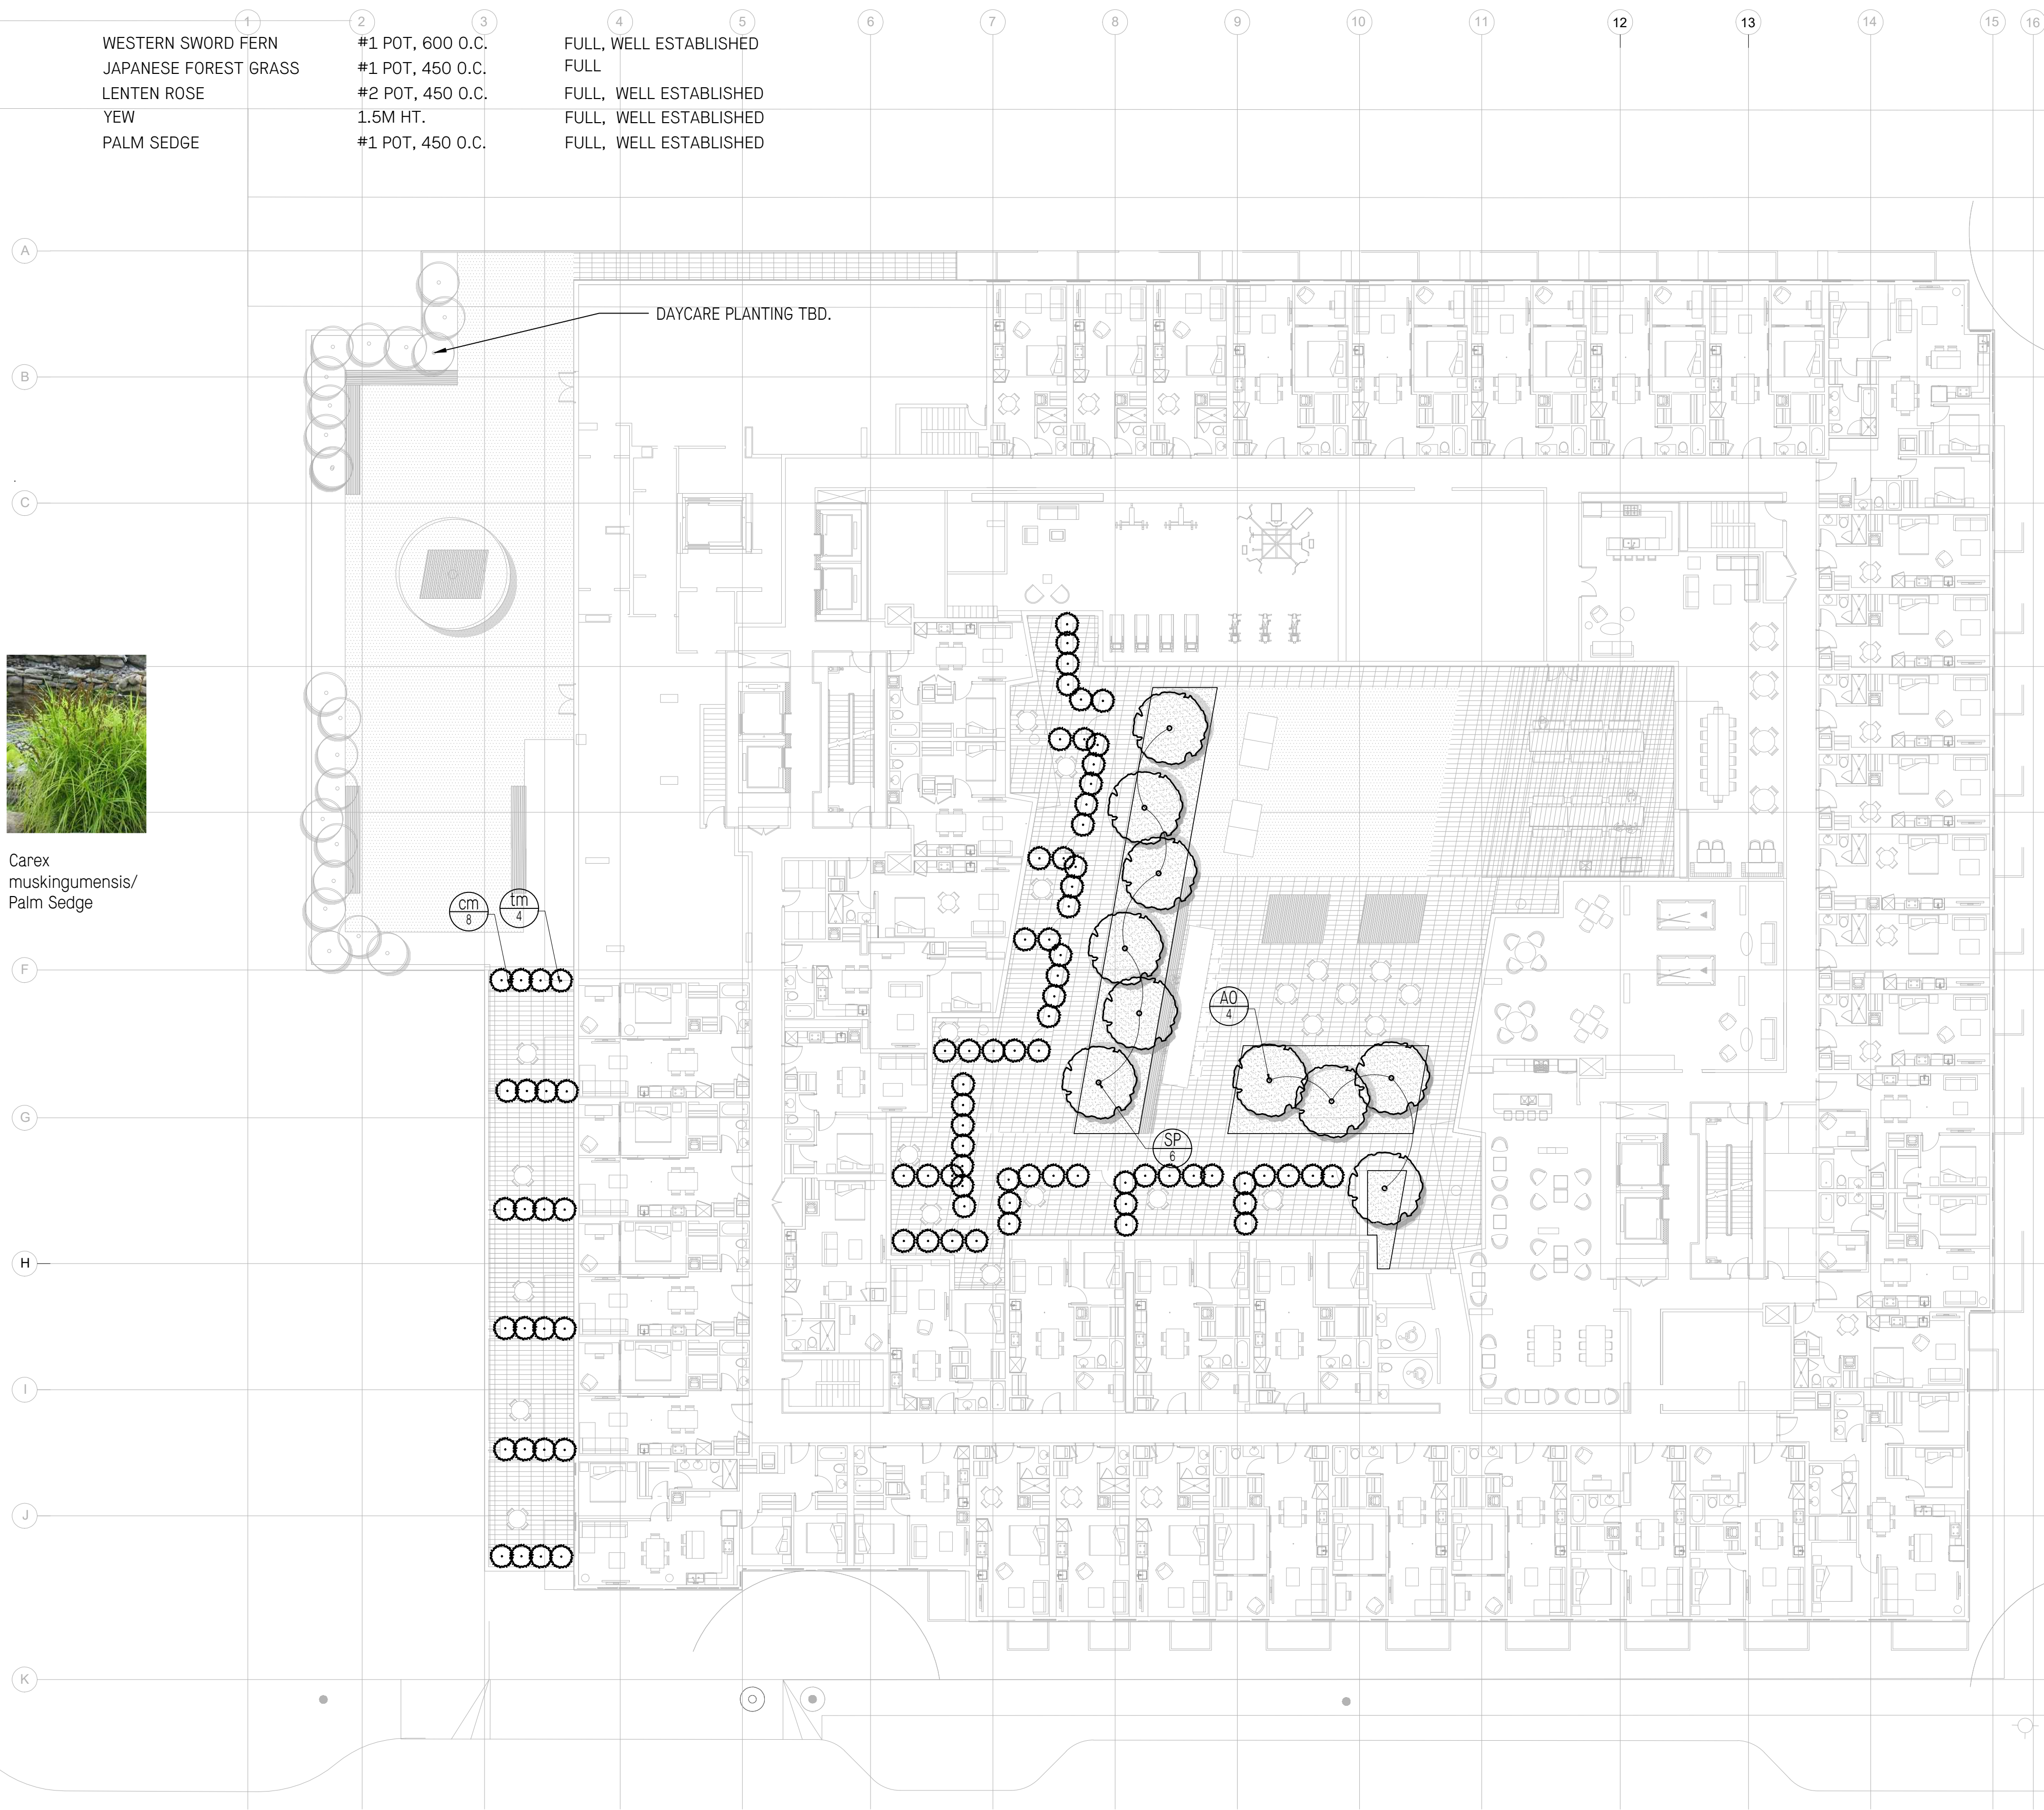 1 2 3 4 5 6 7 8 9 10 11 12 13 14 15 16
WESTERN SWORD FERN #1 POT, 600 O.C. FULL, WELL ESTABLISHED
JAPANESE FOREST GRASS #1 POT, 450 O.C. FULL
LENTEN ROSE #2 POT, 450 O.C. FULL, WELL ESTABLISHED
YEW 1.5M HT. FULL, WELL ESTABLISHED
PALM SEDGE #1 POT, 450 O.C. FULL, WELL ESTABLISHED
A
DAYCARE PLANTING TBD.
B
C
Carex
muskingumensis/
Palm Sedge
cm
8
tm
4
F
AO
4
G
SP
6
H
I
J
K